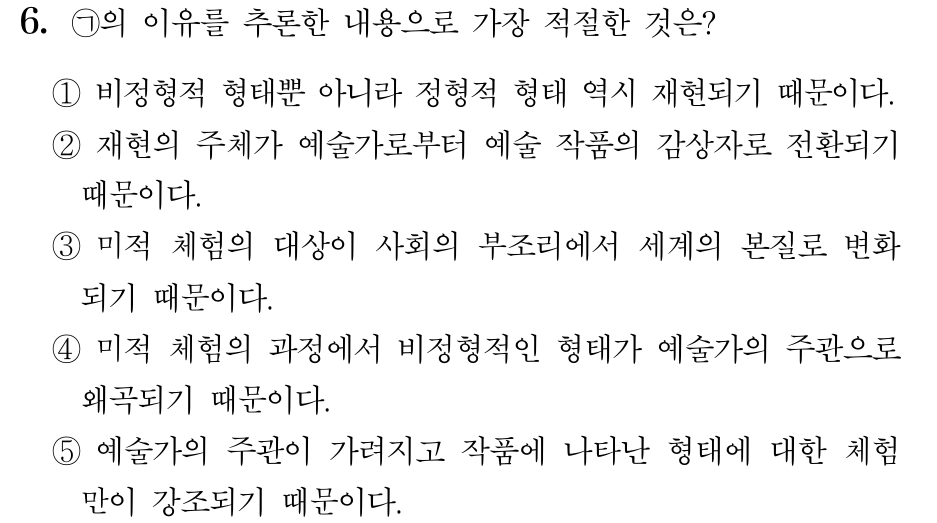 6. ㉠의 이유를 추론한 내용으로 가장 적절한 것은?
① 비정형적 형태뿐 아니라 정형적 형태 역시 재현되기 때문이다.
② 재현의 주체가 예술가로부터 예술 작품의 감상자로 전환되기
때문이다.
③ 미적 체험의 대상이 사회의 부조리에서 세계의 본질로 변화
되기 때문이다.
④ 미적 체험의 과정에서 비정형적인 형태가 예술가의 주관으로
왜곡되기 때문이다.
⑤ 예술가의 주관이 가려지고 작품에 나타난 형태에 대한 체험
만이 강조되기 때문이다.